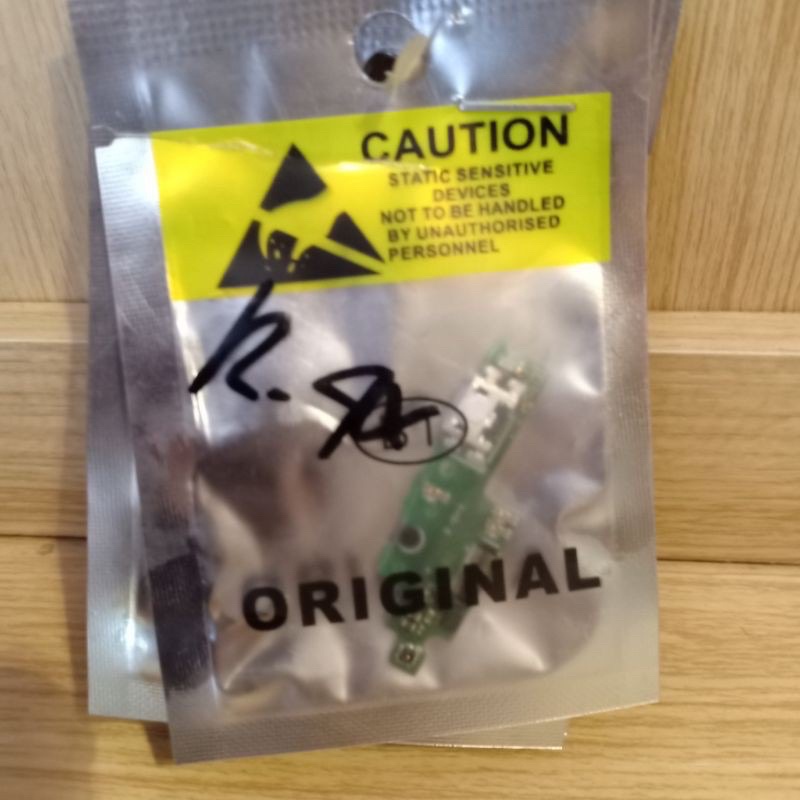 CAUTION
STATIC SENSITIVE
DEVICES
NOT TO BE HANDLED
BY UNAUTHORISED
PERSONNEL
ORIGINAL